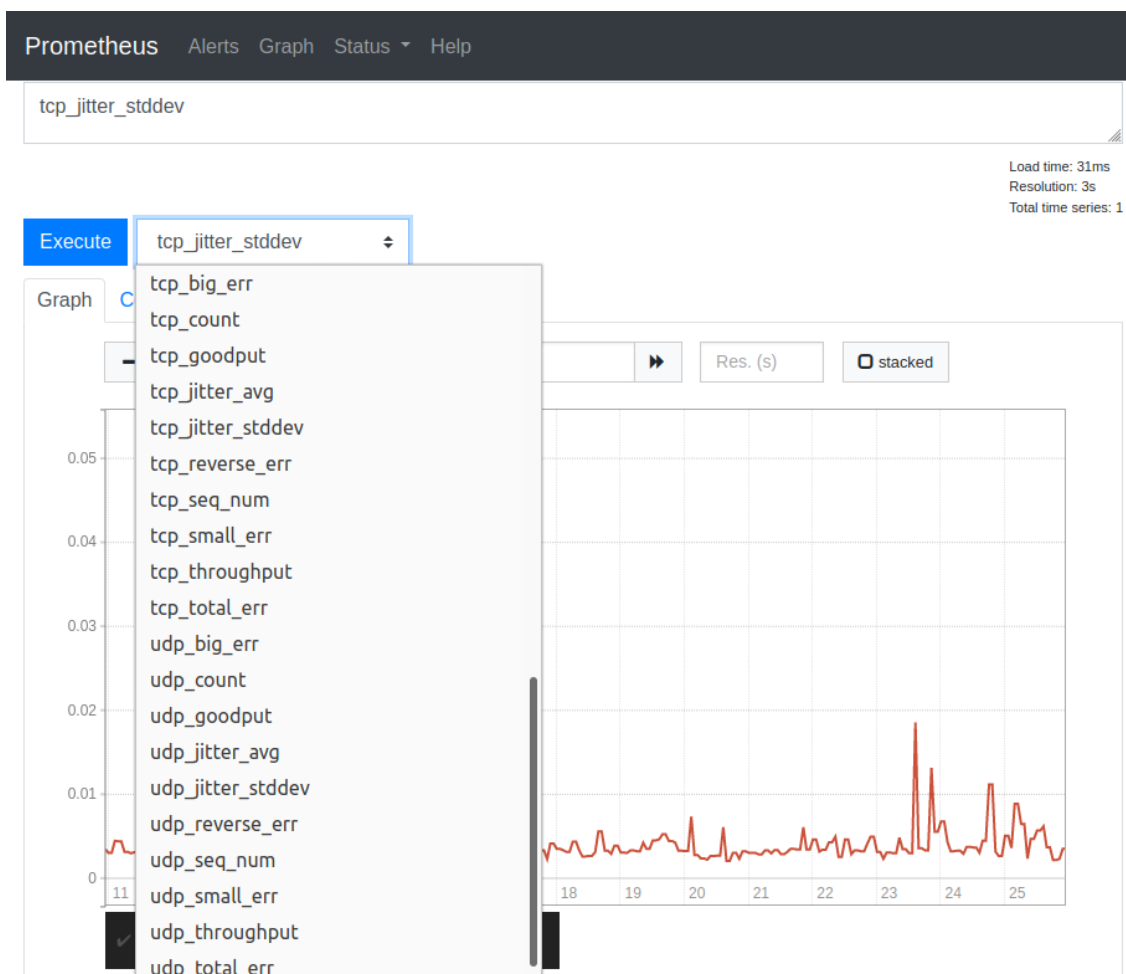 Prometheus Alerts Graph Status Help
tcp_jitter_stddev
Load time: 31ms
Resolution: 3s
Total time series: 1
Execute tcp_jitter_stddev
Graph C
tcp_big_err
tcp_count
tcp_goodput
tcp_jitter_avg
tcp_jitter_stddev
tcp_reverse_err
tcp_seq_num
tcp_small_err
tcp_throughput
tcp_total_err
udp_big_err
udp_count
udp_goodput
udp_jitter_avg
udp_jitter_stddev
udp_reverse_err
udp_seq_num
udp_small_err
udp_throughput
udp_total_err
Res. (s) stacked
0.05
0.04
0.03
0.02
0.01
0
11 18 19 20 21 22 23 24 25